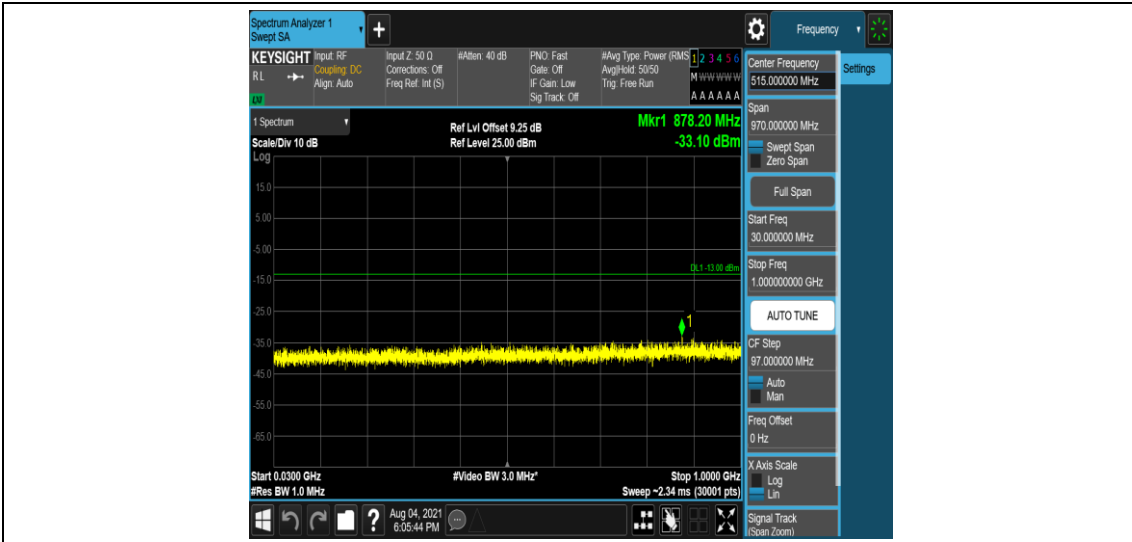 Spectrum Analyzer 1
Swept SA
+
Frequency
KEYSIGHT
RL
LXI
Input: RF
Coupling: DC
Align: Auto
Input Z: 50 Ω
Corrections: Off
Freq Ref: Int (S)
#Atten: 40 dB
PNO: Fast
Gate: Off
IF Gain: Low
Sig Track: Off
#Avg Type: Power (RMS
Avg|Hold: 50/50
Trig: Free Run
1 2 3 4 5 6
M W W W W W
A A A A A A
1 Spectrum
Scale/Div 10 dB
Log
Ref Lvl Offset 9.25 dB
Ref Level 25.00 dBm
Mkr1 878.20 MHz
-33.10 dBm
15.0
5.00
-5.00
-15.0
-25.0
-35.0
-45.0
-55.0
-65.0
DL1 -13.00 dBm
1
Start 0.0300 GHz
#Res BW 1.0 MHz
#Video BW 3.0 MHz*
Stop 1.0000 GHz
Sweep ~2.34 ms (30001 pts)
Center Frequency
515.000000 MHz
Settings
Span
970.000000 MHz
Swept Span
Zero Span
Full Span
Start Freq
30.000000 MHz
Stop Freq
1.000000000 GHz
AUTO TUNE
CF Step
97.000000 MHz
Auto
Man
Freq Offset
0 Hz
X Axis Scale
Log
Lin
Signal Track
(Span Zoom)
?
Aug 04, 2021
6:05:44 PM